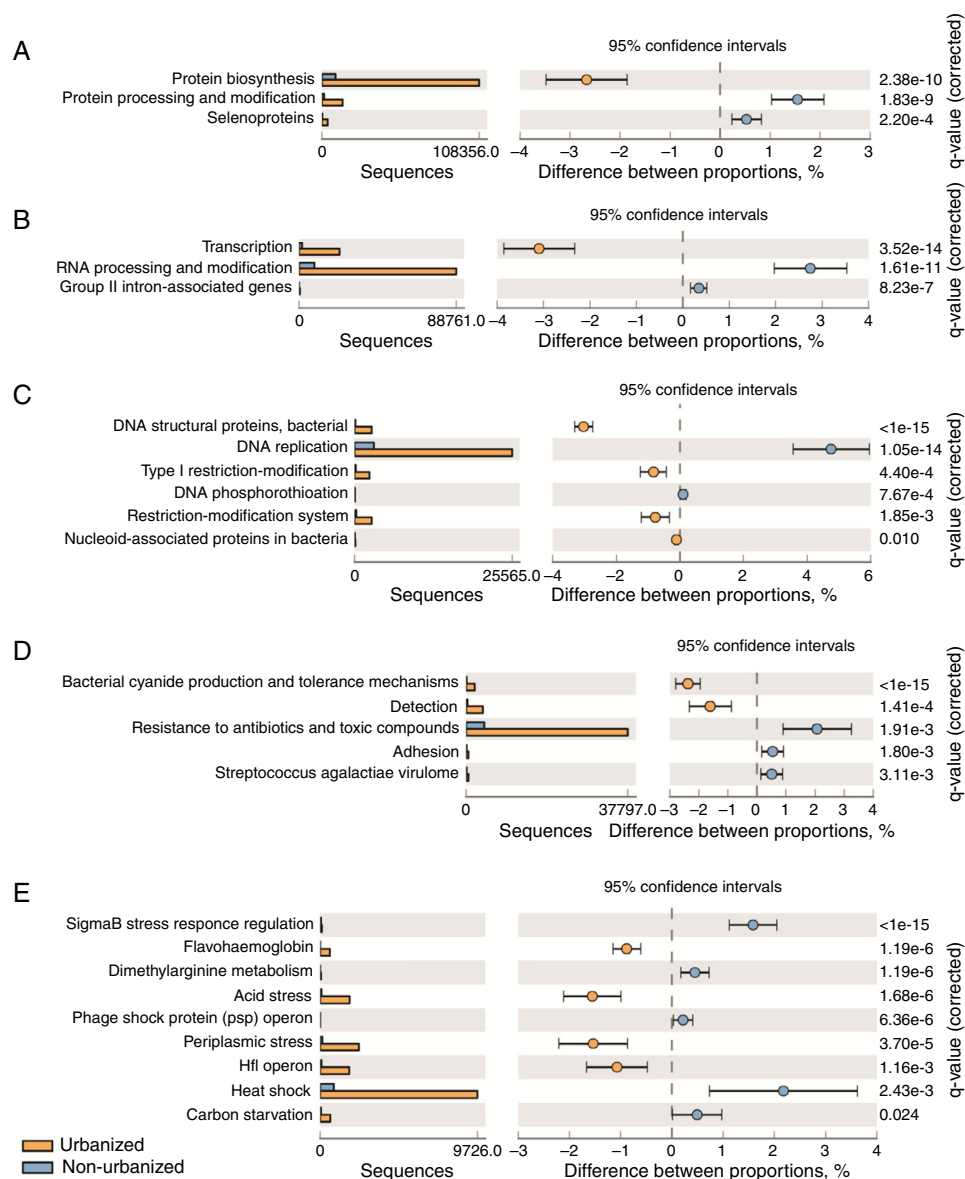 A
95% confidence intervals
Protein biosynthesis
2.38e-10
Protein processing and modification
1.83e-9
Selenoproteins
2.20e-4
0
108356.0
−4 −3 −2 −1 0 1 2 3
Sequences
Difference between proportions, %
q-value (corrected)
B
95% confidence intervals
Transcription
3.52e-14
RNA processing and modification
1.61e-11
Group II intron-associated genes
8.23e-7
0
88761.0
−4 −3 −2 −1 0 1 2 3 4
Sequences
Difference between proportions, %
q-value (corrected)
C
95% confidence intervals
DNA structural proteins, bacterial
<1e-15
DNA replication
1.05e-14
Type I restriction-modification
4.40e-4
DNA phosphorothioation
7.67e-4
Restriction-modification system
1.85e-3
Nucleoid-associated proteins in bacteria
0.010
0
25565.0
−4 −2 0 2 4 6
Sequences
Difference between proportions, %
q-value (corrected)
D
95% confidence intervals
Bacterial cyanide production and tolerance mechanisms
<1e-15
Detection
1.41e-4
Resistance to antibiotics and toxic compounds
1.91e-3
Adhesion
1.80e-3
Streptococcus agalactiae virulome
3.11e-3
0
37797.0
−3 −2 −1 0 1 2 3 4
Sequences
Difference between proportions, %
q-value (corrected)
E
95% confidence intervals
SigmaB stress responce regulation
<1e-15
Flavohaemoglobin
1.19e-6
Dimethylarginine metabolism
1.19e-6
Acid stress
1.68e-6
Phage shock protein (psp) operon
6.36e-6
Periplasmic stress
3.70e-5
Hfl operon
1.16e-3
Heat shock
2.43e-3
Carbon starvation
0.024
0
9726.0
−3 −2 −1 0 1 2 3 4
Sequences
Difference between proportions, %
q-value (corrected)
Urbanized
Non-urbanized